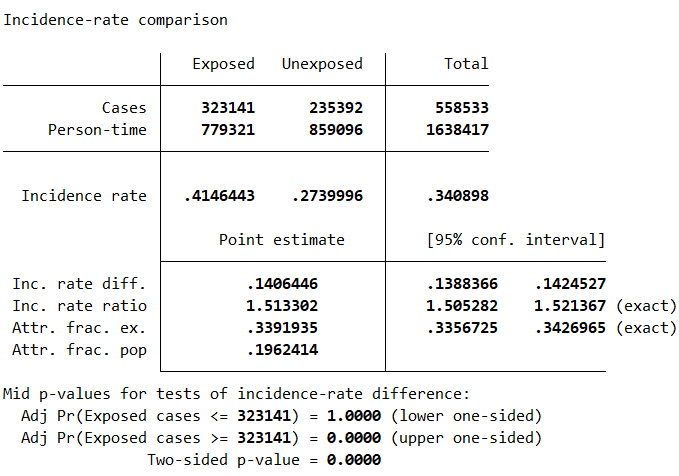 Incidence-rate comparison
Exposed Unexposed Total
Cases 323141 235392 558533
Person-time 779321 859096 1638417
Incidence rate .4146443 .2739996 .340898
Point estimate [95% conf. interval]
Inc. rate diff. .1406446 .1388366 .1424527
Inc. rate ratio 1.513302 1.505282 1.521367 (exact)
Attr. frac. ex. .3391935 .3356725 .3426965 (exact)
Attr. frac. pop .1962414
Mid p-values for tests of incidence-rate difference:
Adj Pr(Exposed cases <= 323141) = 1.0000 (lower one-sided)
Adj Pr(Exposed cases >= 323141) = 0.0000 (upper one-sided)
Two-sided p-value = 0.0000